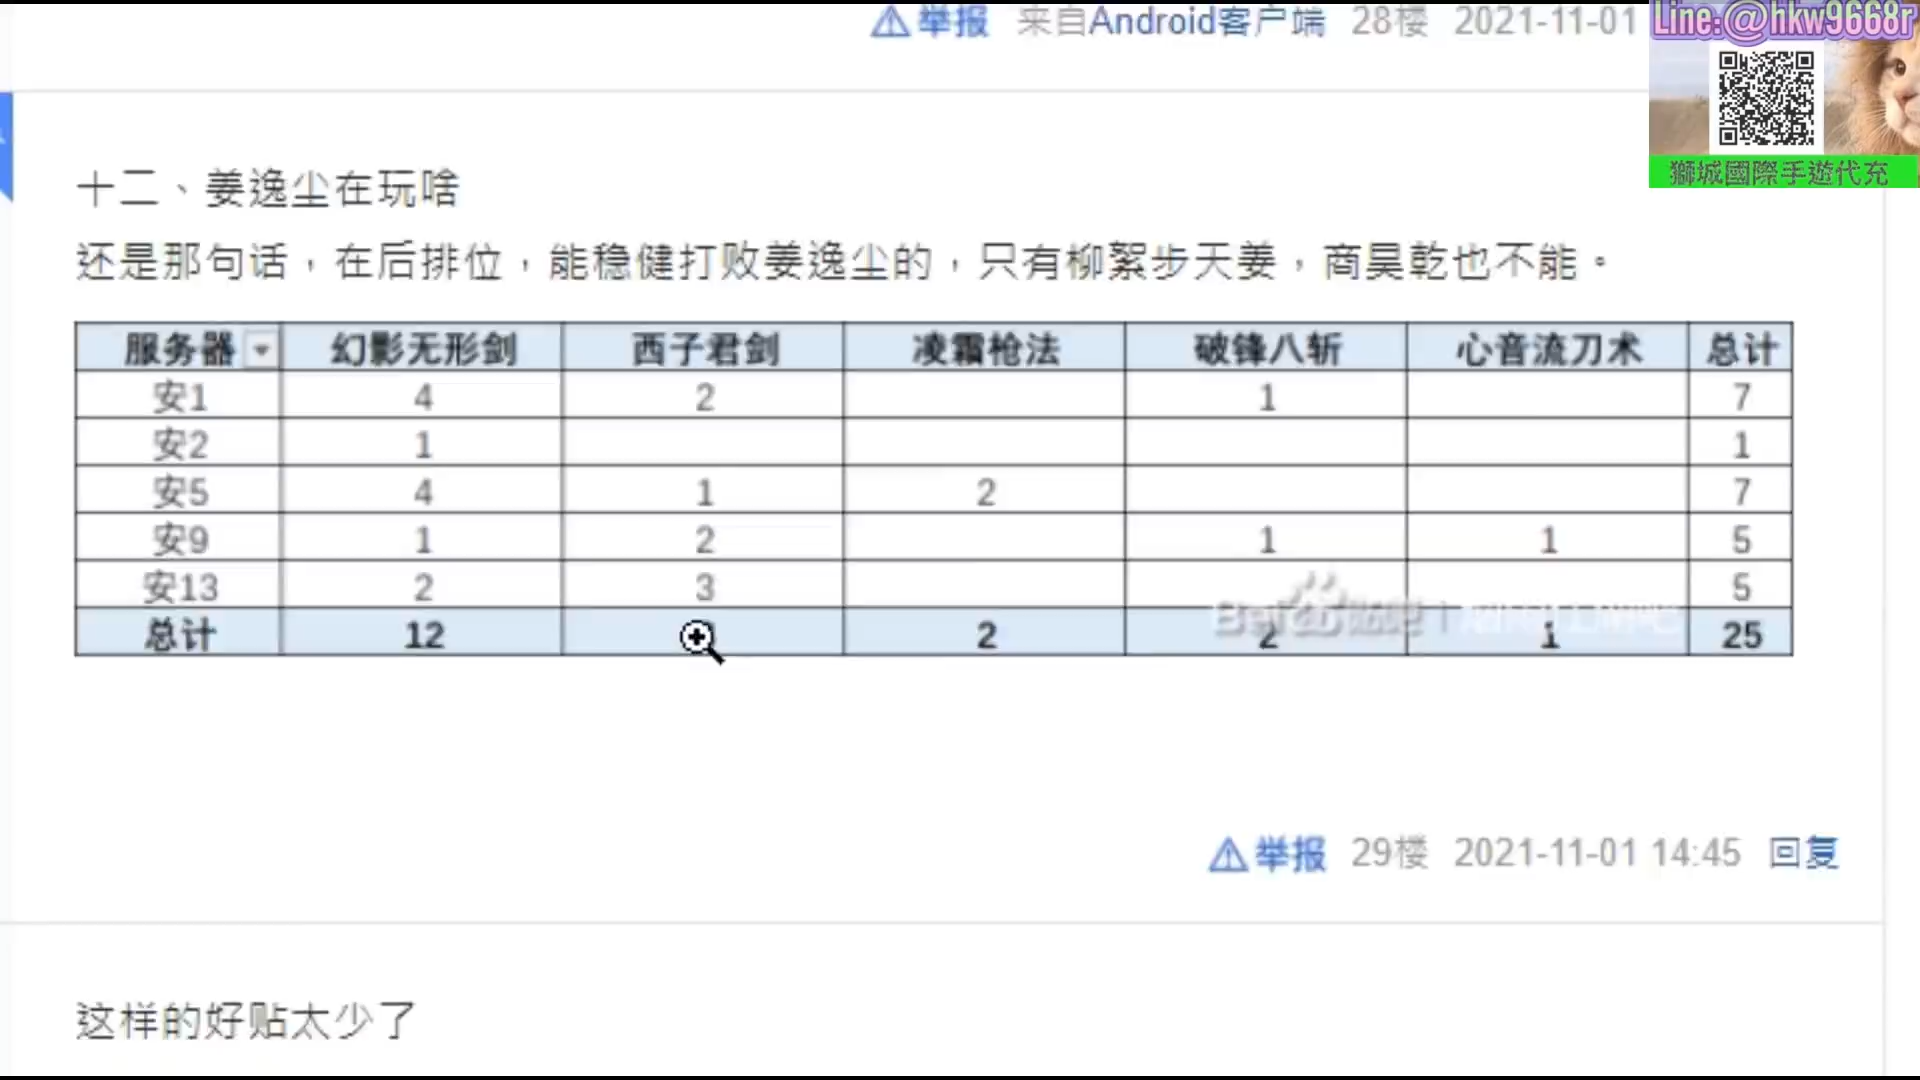 举报 来自Android客户端 28楼 2021-11-01
Line:@hkw9668r
獅城國際手遊代充
十二、姜逸尘在玩啥
还是那句话，在后排位，能稳健打败姜逸尘的，只有柳絮步天姜，商昊乾也不能。
服务器 幻影无形剑 西子君剑 凌霜枪法 破锋八斩 心音流刀术 总计
安1 4 2 1 7
安2 1 1
安5 4 1 2 7
安9 1 2 1 1 5
安13 2 3 5
总计 12 2 2 1 25
举报 29楼 2021-11-01 14:45 回复
这样的好贴太少了